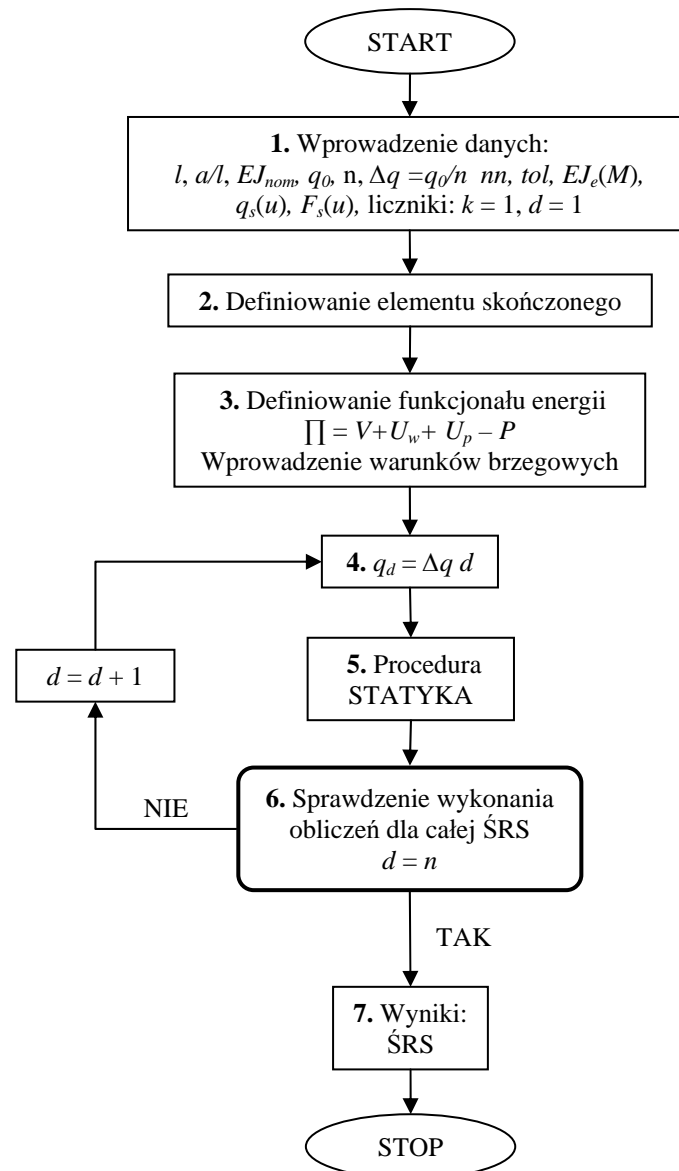 START
1. Wprowadzenie danych:
l, a/l, EJnom, q0, n, Δq =q0/n nn, tol, EJe(M),
qs(u), Fs(u), liczniki: k = 1, d = 1
2. Definiowanie elementu skończonego
3. Definiowanie funkcjonału energii
∏ = V+Uw+ Up – P
Wprowadzenie warunków brzegowych
4. qd = Δq d
5. Procedura
STATYKA
d = d + 1
6. Sprawdzenie wykonania
obliczeń dla całej ŚRS
d = n
NIE
TAK
7. Wyniki:
ŚRS
STOP